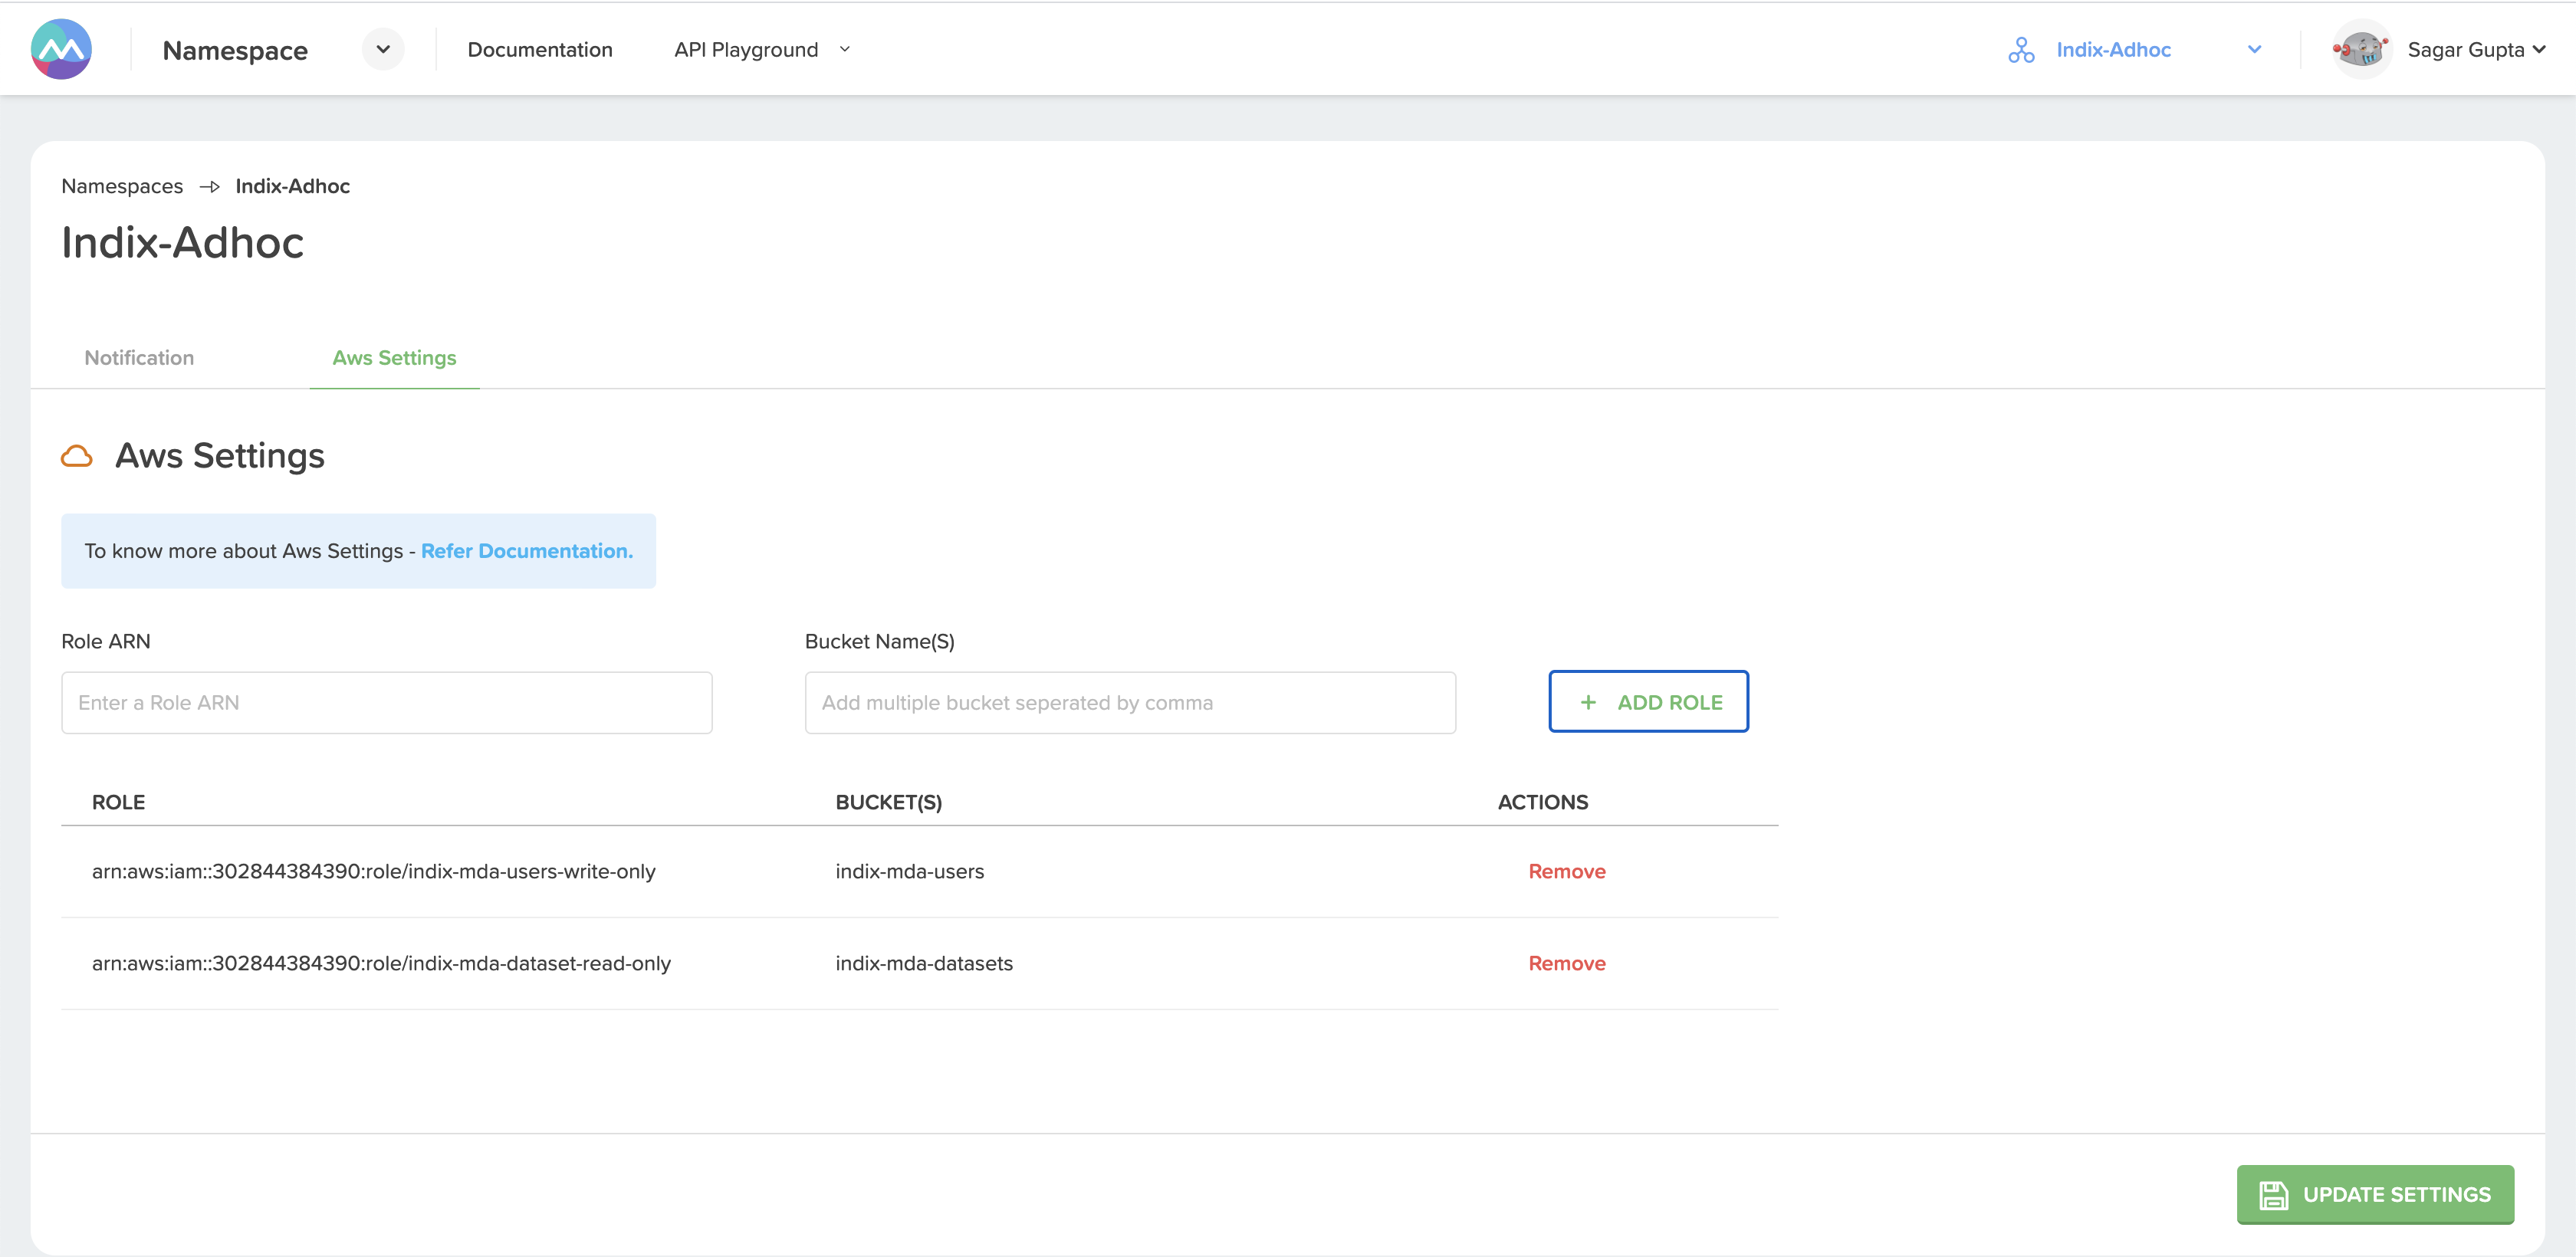 Namespace Documentation API Playground Indix-Adhoc Sagar Gupta
Namespaces Indix-Adhoc
Indix-Adhoc
Notification Aws Settings
Aws Settings
To know more about Aws Settings - Refer Documentation.
Role ARN Bucket Name(S)
Enter a Role ARN Add multiple bucket seperated by comma + ADD ROLE
ROLE BUCKET(S) ACTIONS
arn:aws:iam::302844384390:role/indix-mda-users-write-only indix-mda-users Remove
arn:aws:iam::302844384390:role/indix-mda-dataset-read-only indix-mda-datasets Remove
UPDATE SETTINGS